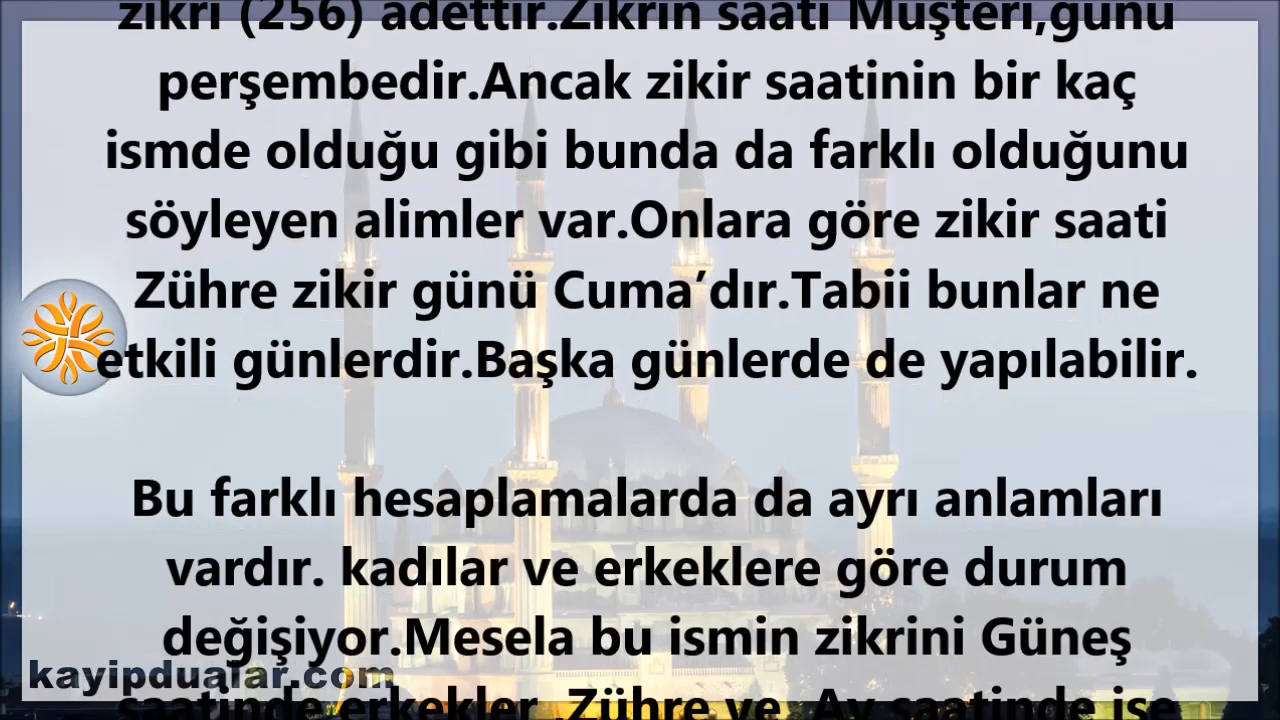 zikri (256) adettir.Zikrin saati Müşteri,günü
perşembedir.Ancak zikir saatinin bir kaç
ismde olduğu gibi bunda da farklı olduğunu
söyleyen alimler var.Onlara göre zikir saati
Zühre zikir günü Cuma’dır.Tabii bunlar ne
etkili günlerdir.Başka günlerde de yapılabilir.
Bu farklı hesaplamalarda da ayrı anlamları
vardır. kadılar ve erkeklere göre durum
değişiyor.Mesela bu ismin zikrini Güneş
kayipdualar.com
saatinde erkekler .Zühre ve Ay saatinde ise